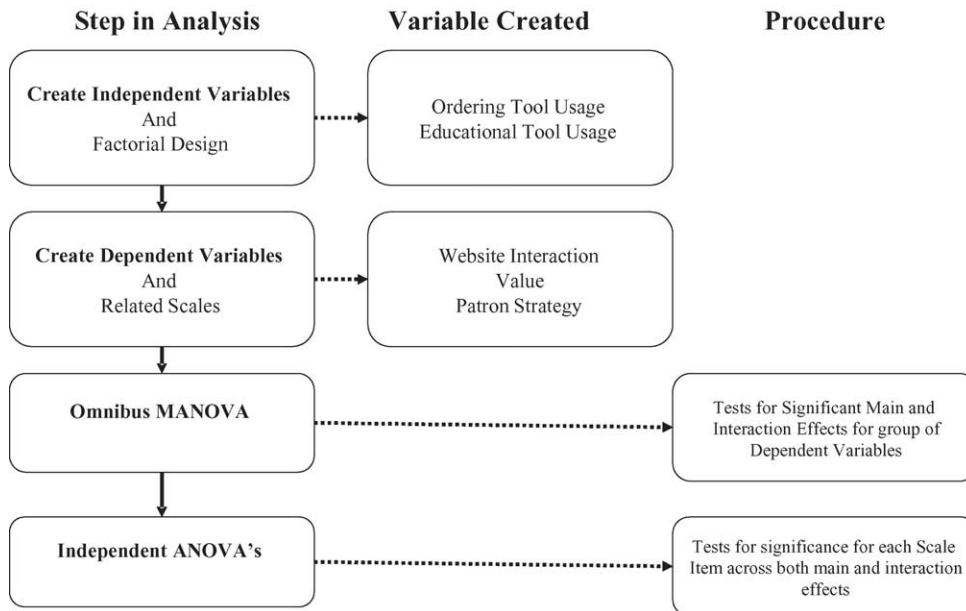 Step in Analysis
Variable Created
Procedure
Create Independent Variables
And
Factorial Design
Ordering Tool Usage
Educational Tool Usage
Create Dependent Variables
And
Related Scales
Website Interaction
Value
Patron Strategy
Omnibus MANOVA
Tests for Significant Main and
Interaction Effects for group of
Dependent Variables
Independent ANOVA’s
Tests for significance for each Scale
Item across both main and interaction
effects